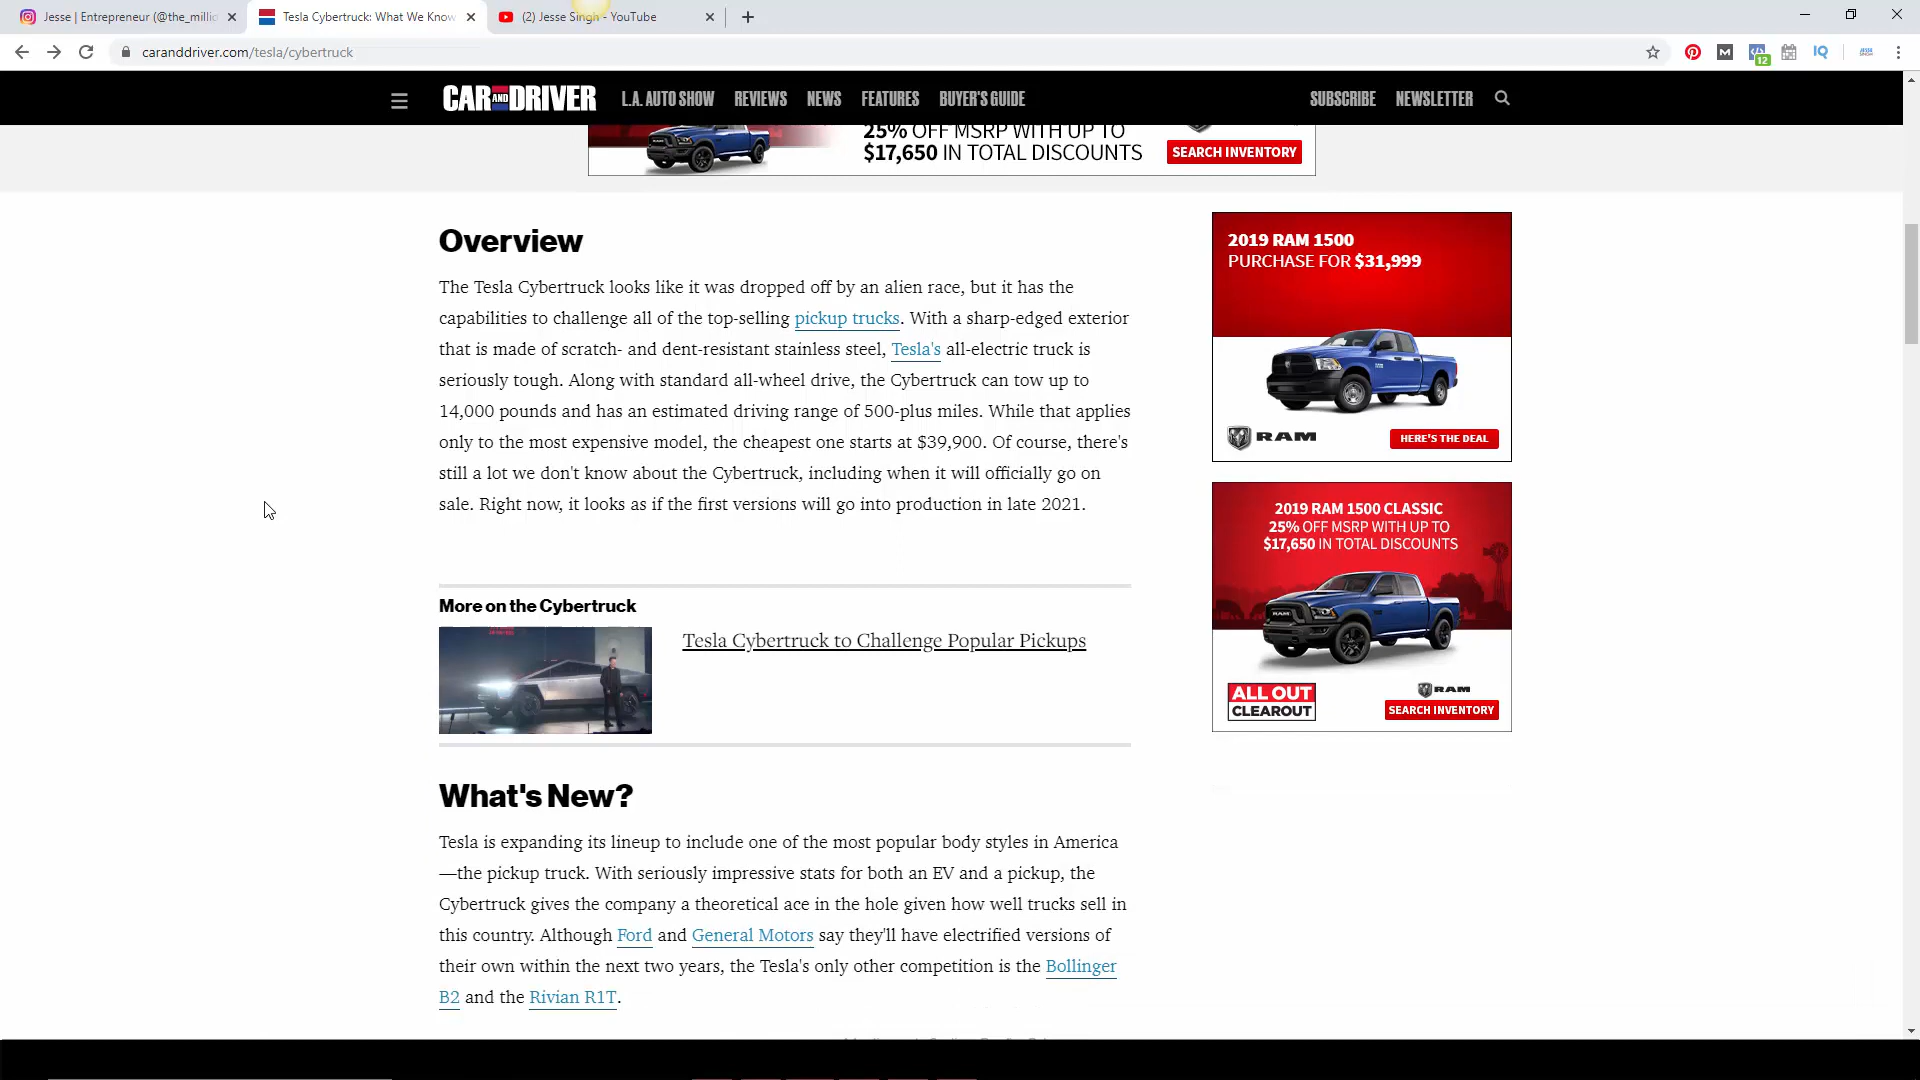 Jesse | Entrepreneur (@the_millio
Tesla Cybertruck: What We Know
(2) Jesse Singh - YouTube
caranddriver.com/tesla/cybertruck
12
CAR AND DRIVER
L.A. AUTO SHOW
REVIEWS
NEWS
FEATURES
BUYER'S GUIDE
SUBSCRIBE
NEWSLETTER
25% OFF MSRP WITH UP TO
$17,650 IN TOTAL DISCOUNTS
SEARCH INVENTORY
Overview
The Tesla Cybertruck looks like it was dropped off by an alien race, but it has the
capabilities to challenge all of the top-selling pickup trucks. With a sharp-edged exterior
that is made of scratch- and dent-resistant stainless steel, Tesla's all-electric truck is
seriously tough. Along with standard all-wheel drive, the Cybertruck can tow up to
14,000 pounds and has an estimated driving range of 500-plus miles. While that applies
only to the most expensive model, the cheapest one starts at $39,900. Of course, there's
still a lot we don't know about the Cybertruck, including when it will officially go on
sale. Right now, it looks as if the first versions will go into production in late 2021.
2019 RAM 1500
PURCHASE FOR $31,999
RAM
HERE'S THE DEAL
2019 RAM 1500 CLASSIC
25% OFF MSRP WITH UP TO
$17,650 IN TOTAL DISCOUNTS
ALL OUT
CLEAROUT
RAM
SEARCH INVENTORY
More on the Cybertruck
Tesla Cybertruck to Challenge Popular Pickups
What's New?
Tesla is expanding its lineup to include one of the most popular body styles in America
—the pickup truck. With seriously impressive stats for both an EV and a pickup, the
Cybertruck gives the company a theoretical ace in the hole given how well trucks sell in
this country. Although Ford and General Motors say they'll have electrified versions of
their own within the next two years, the Tesla's only other competition is the Bollinger
B2 and the Rivian R1T.